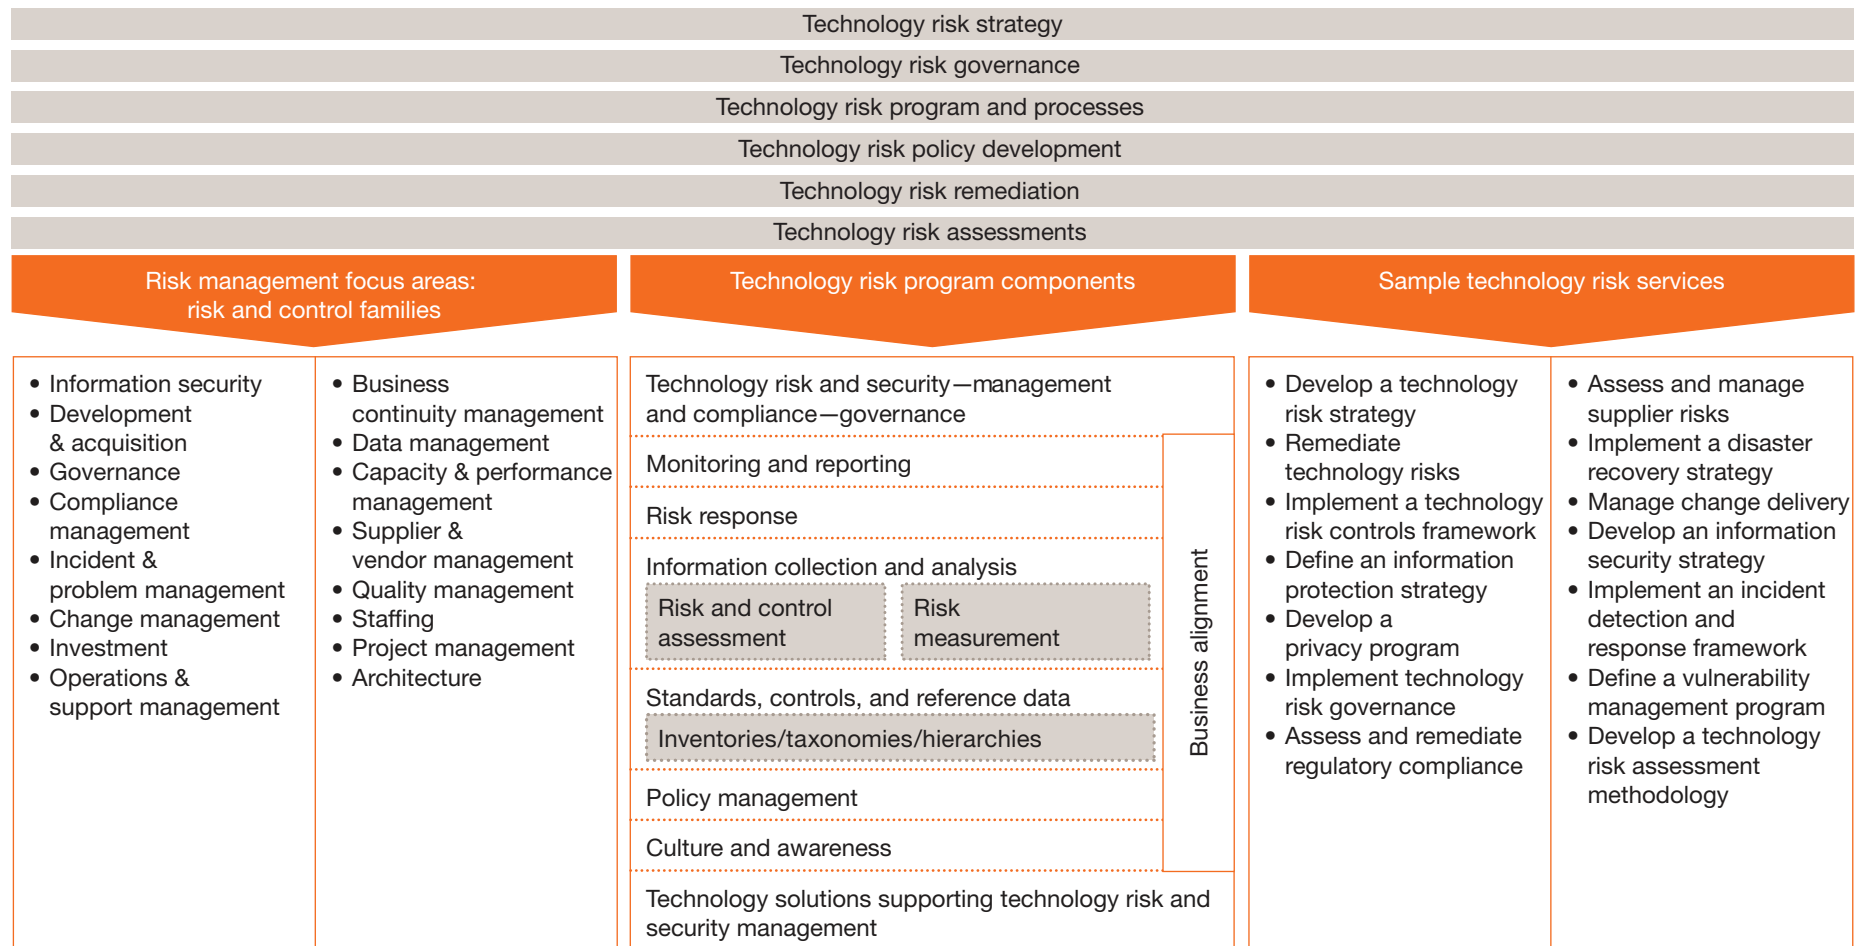 Technology risk strategy
Technology risk governance
Technology risk program and processes
Technology risk policy development
Technology risk remediation
Technology risk assessments
Risk management focus areas:
risk and control families
• Information security
• Development
& acquisition
• Governance
• Compliance
management
• Incident &
problem management
• Change management
• Investment
• Operations &
support management
• Business
continuity management
• Data management
• Capacity & performance
management
• Supplier &
vendor management
• Quality management
• Staffing
• Project management
• Architecture
Technology risk program components
Technology risk and security—management
and compliance—governance
Monitoring and reporting
Risk response
Information collection and analysis
Risk and control
assessment
Risk
measurement
Standards, controls, and reference data
Inventories/taxonomies/hierarchies
Policy management
Culture and awareness
Business alignment
Technology solutions supporting technology risk and
security management
Sample technology risk services
• Develop a technology
risk strategy
• Remediate
technology risks
• Implement a technology
risk controls framework
• Define an information
protection strategy
• Develop a
privacy program
• Implement technology
risk governance
• Assess and remediate
regulatory compliance
• Assess and manage
supplier risks
• Implement a disaster
recovery strategy
• Manage change delivery
• Develop an information
security strategy
• Implement an incident
detection and
response framework
• Define a vulnerability
management program
• Develop a technology
risk assessment
methodology